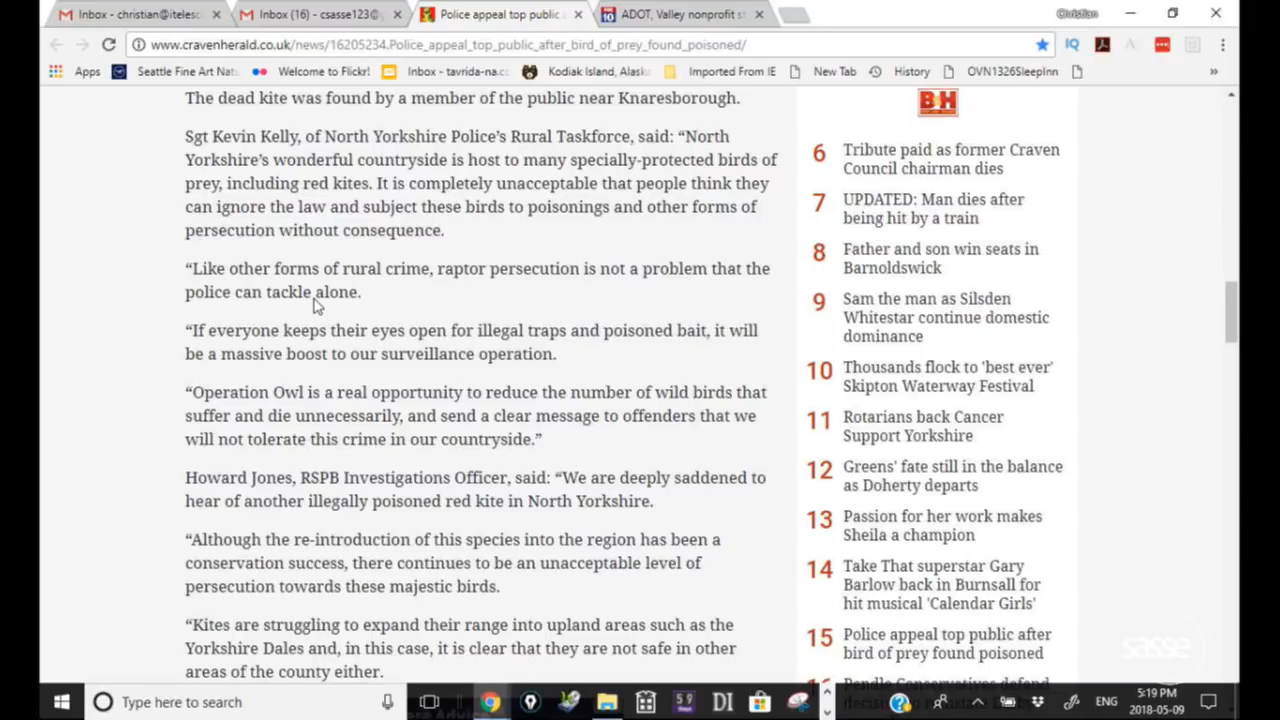 Inbox - christian@itelesc
Inbox (16) - csasse123@
Police appeal top public
ADOT, Valley nonprofit s
Christian
www.cravenherald.co.uk/news/16205234.Police_appeal_top_public_after_bird_of_prey_found_poisoned/
Apps
Seattle Fine Art Nat
Welcome to Flickr!
Inbox - tavrida-na.c
Kodiak Island, Alaska
Imported From IE
New Tab
History
OVN1326SleepInn
»
The dead kite was found by a member of the public near Knaresborough.
Sgt Kevin Kelly, of North Yorkshire Police’s Rural Taskforce, said: “North
Yorkshire’s wonderful countryside is host to many specially-protected birds of
prey, including red kites. It is completely unacceptable that people think they
can ignore the law and subject these birds to poisonings and other forms of
persecution without consequence.
“Like other forms of rural crime, raptor persecution is not a problem that the
police can tackle alone.
“If everyone keeps their eyes open for illegal traps and poisoned bait, it will
be a massive boost to our surveillance operation.
“Operation Owl is a real opportunity to reduce the number of wild birds that
suffer and die unnecessarily, and send a clear message to offenders that we
will not tolerate this crime in our countryside.”
Howard Jones, RSPB Investigations Officer, said: “We are deeply saddened to
hear of another illegally poisoned red kite in North Yorkshire.
“Although the re-introduction of this species into the region has been a
conservation success, there continues to be an unacceptable level of
persecution towards these majestic birds.
“Kites are struggling to expand their range into upland areas such as the
Yorkshire Dales and, in this case, it is clear that they are not safe in other
areas of the county either.
B&H
6 Tribute paid as former Craven
Council chairman dies
7 UPDATED: Man dies after
being hit by a train
8 Father and son win seats in
Barnoldswick
9 Sam the man as Silsden
Whitestar continue domestic
dominance
10 Thousands flock to 'best ever'
Skipton Waterway Festival
11 Rotarians back Cancer
Support Yorkshire
12 Greens' fate still in the balance
as Doherty departs
13 Passion for her work makes
Sheila a champion
14 Take That superstar Gary
Barlow back in Burnsall for
hit musical 'Calendar Girls'
15 Police appeal top public after
bird of prey found poisoned
Pendle Conservatives defend
sasse
Type here to search
DI
ENG
5:19 PM
2018-05-09